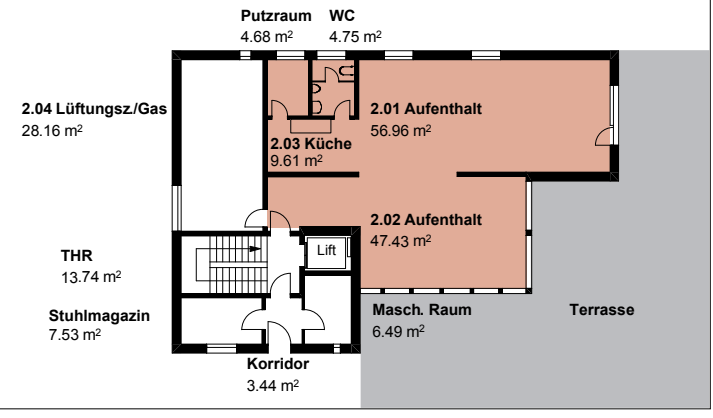 Putzraum
4.68 m²
WC
4.75 m²
2.04 Lüftungsz./Gas
28.16 m²
2.01 Aufenthalt
56.96 m²
2.03 Küche
9.61 m²
2.02 Aufenthalt
47.43 m²
Lift
THR
13.74 m²
Stuhlmagazin
7.53 m²
Masch. Raum
6.49 m²
Terrasse
Korridor
3.44 m²